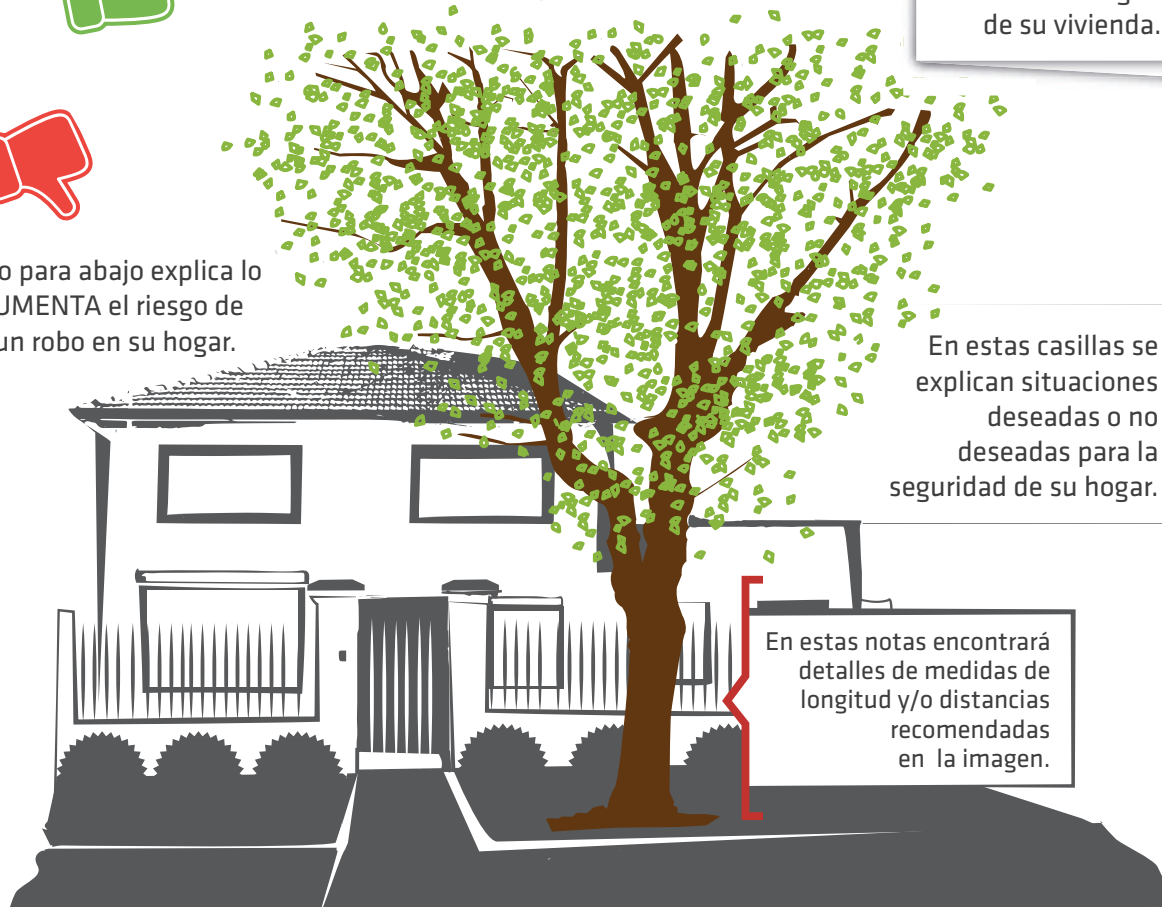 de su vivienda.
o para abajo explica lo
UMENTA el riesgo de
un robo en su hogar.
En estas casillas se
explican situaciones
deseadas o no
deseadas para la
seguridad de su hogar.
En estas notas encontrará
detalles de medidas de
longitud y/o distancias
recomendadas
en la imagen.